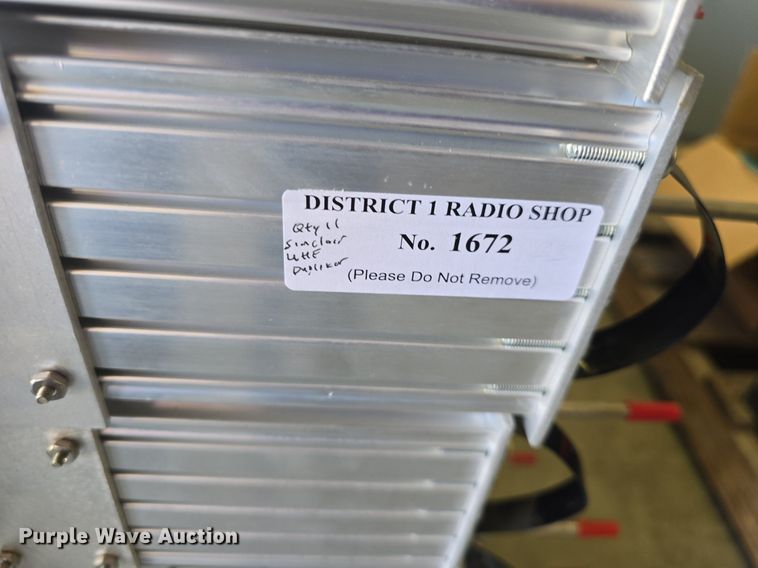 DISTRICT 1 RADIO SHOP
Qty 11
Sinclair
UHF
Duplexer
No. 1672
(Please Do Not Remove)
Purple Wave Auction